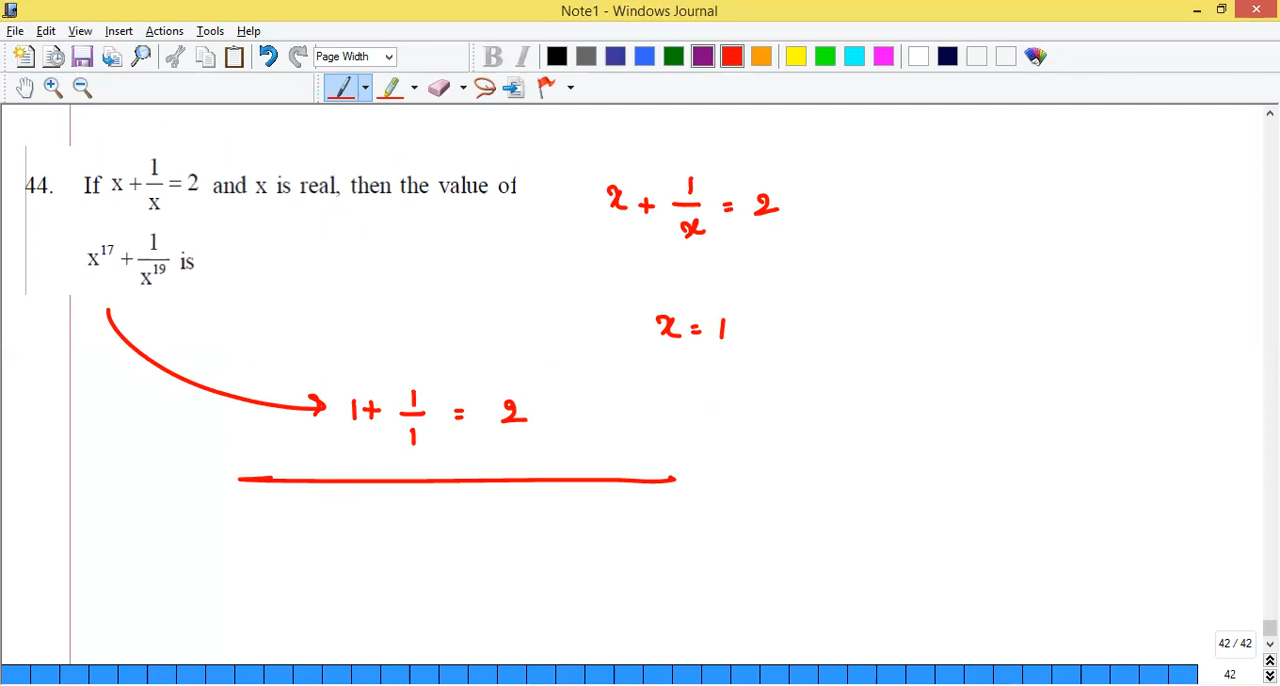 Note1 - Windows Journal
File Edit View Insert Actions Tools Help
Page Width
B I
44. If x + 1/x = 2 and x is real, then the value of
x^17 + 1/x^19 is
x + 1/x = 2
x = 1
1 + 1/1 = 2
42 / 42
42